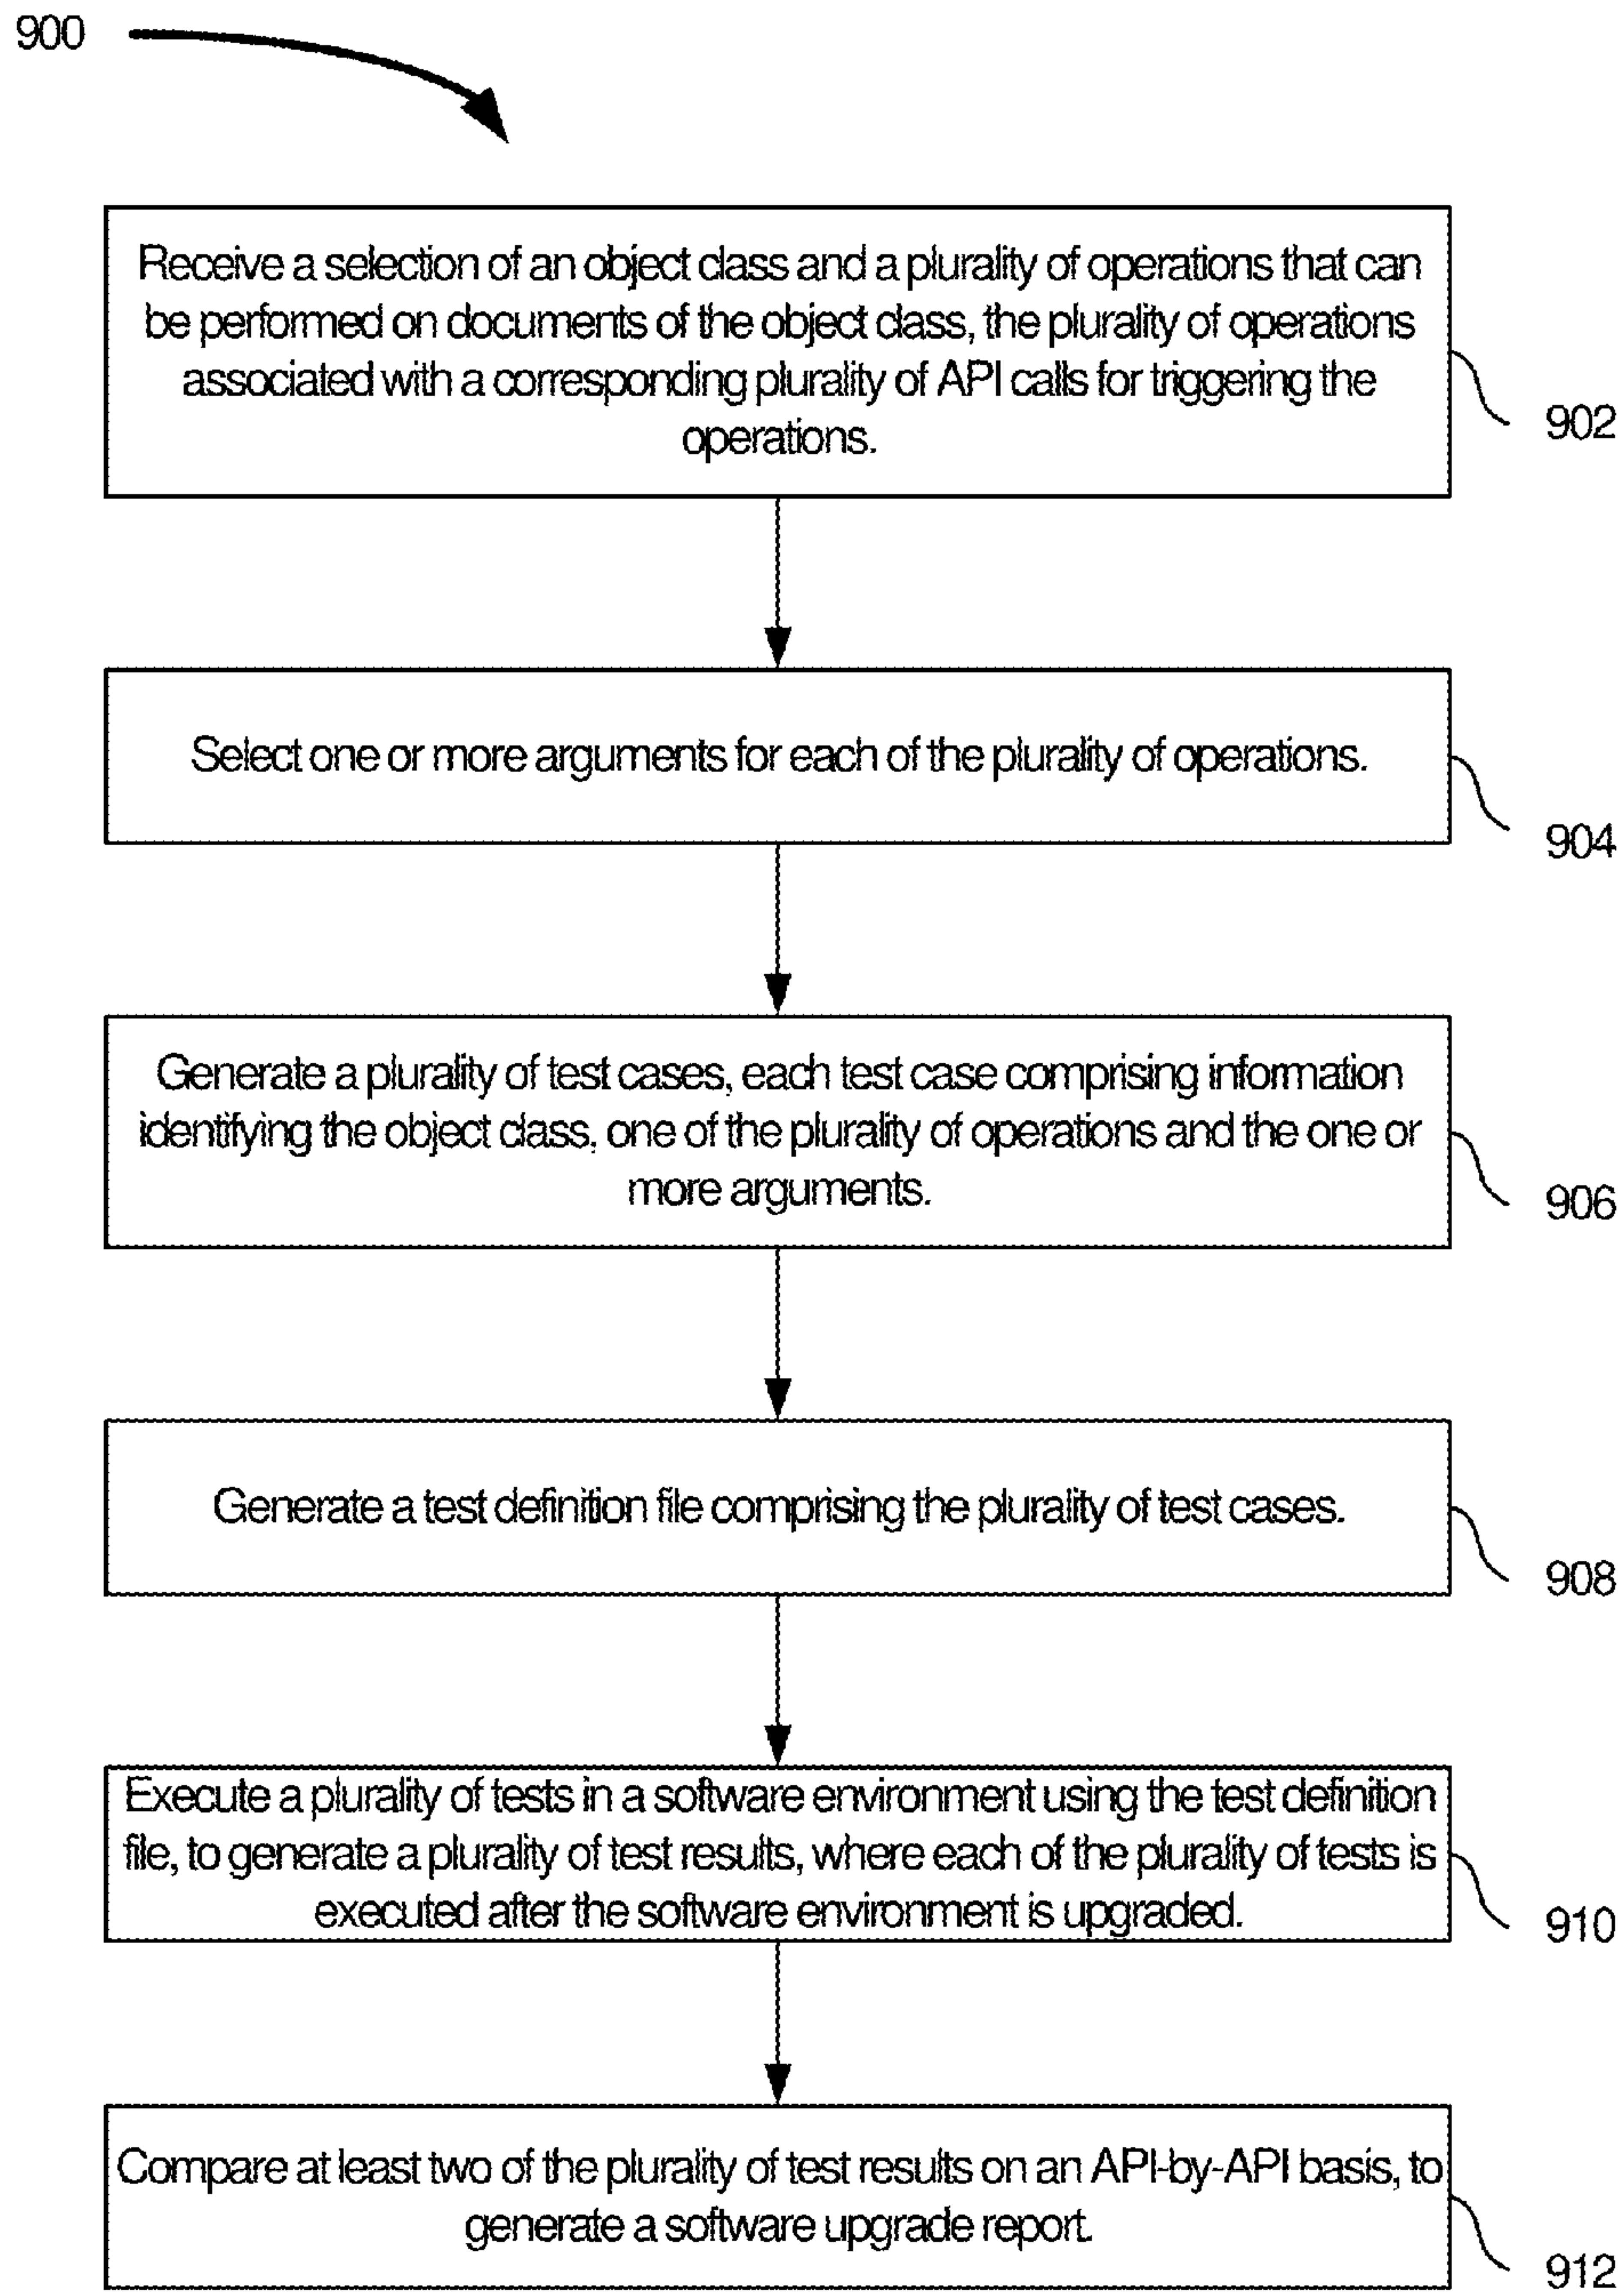 900
Receive a selection of an object class and a plurality of operations that can
be performed on documents of the object class, the plurality of operations
associated with a corresponding plurality of API calls for triggering the
operations.
902
Select one or more arguments for each of the plurality of operations.
904
Generate a plurality of test cases, each test case comprising information
identifying the object class, one of the plurality of operations and the one or
more arguments.
906
Generate a test definition file comprising the plurality of test cases.
908
Execute a plurality of tests in a software environment using the test definition
file, to generate a plurality of test results, where each of the plurality of tests is
executed after the software environment is upgraded.
910
Compare at least two of the plurality of test results on an API-by-API basis, to
generate a software upgrade report.
912